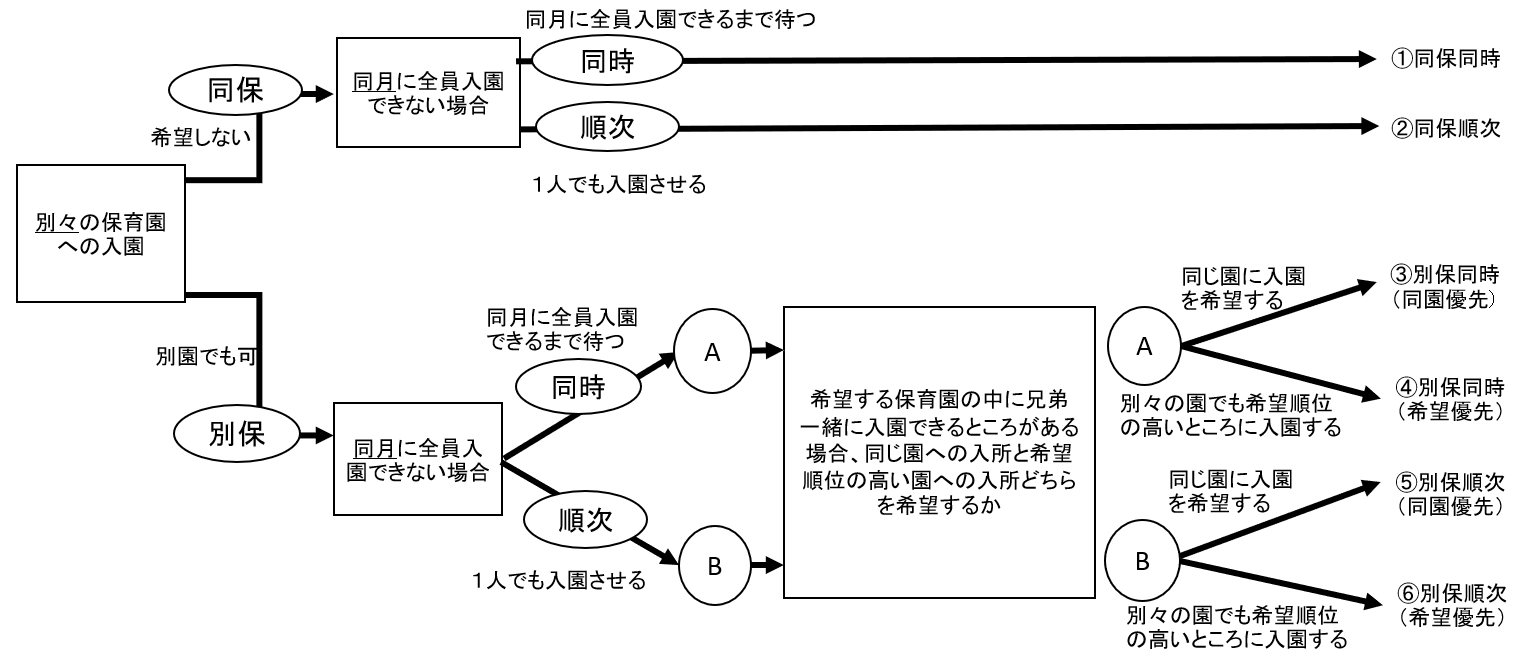 同月に全員入園できるまで待つ
同時
①同保同時
同保
同月に全員入園
できない場合
順次
②同保順次
希望しない
１人でも入園させる
別々の保育園
への入園
別園でも可
別保
同月に全員入
園できない場合
同月に全員入園
できるまで待つ
同時
A
順次
B
１人でも入園させる
希望する保育園の中に兄弟
一緒に入園できるところがある
場合、同じ園への入所と希望
順位の高い園への入所どちら
を希望するか
同じ園に入園
を希望する
③別保同時
（同園優先）
A
④別保同時
（希望優先）
別々の園でも希望順位
の高いところに入園する
同じ園に入園
を希望する
⑤別保順次
（同園優先）
B
⑥別保順次
（希望優先）
別々の園でも希望順位
の高いところに入園する